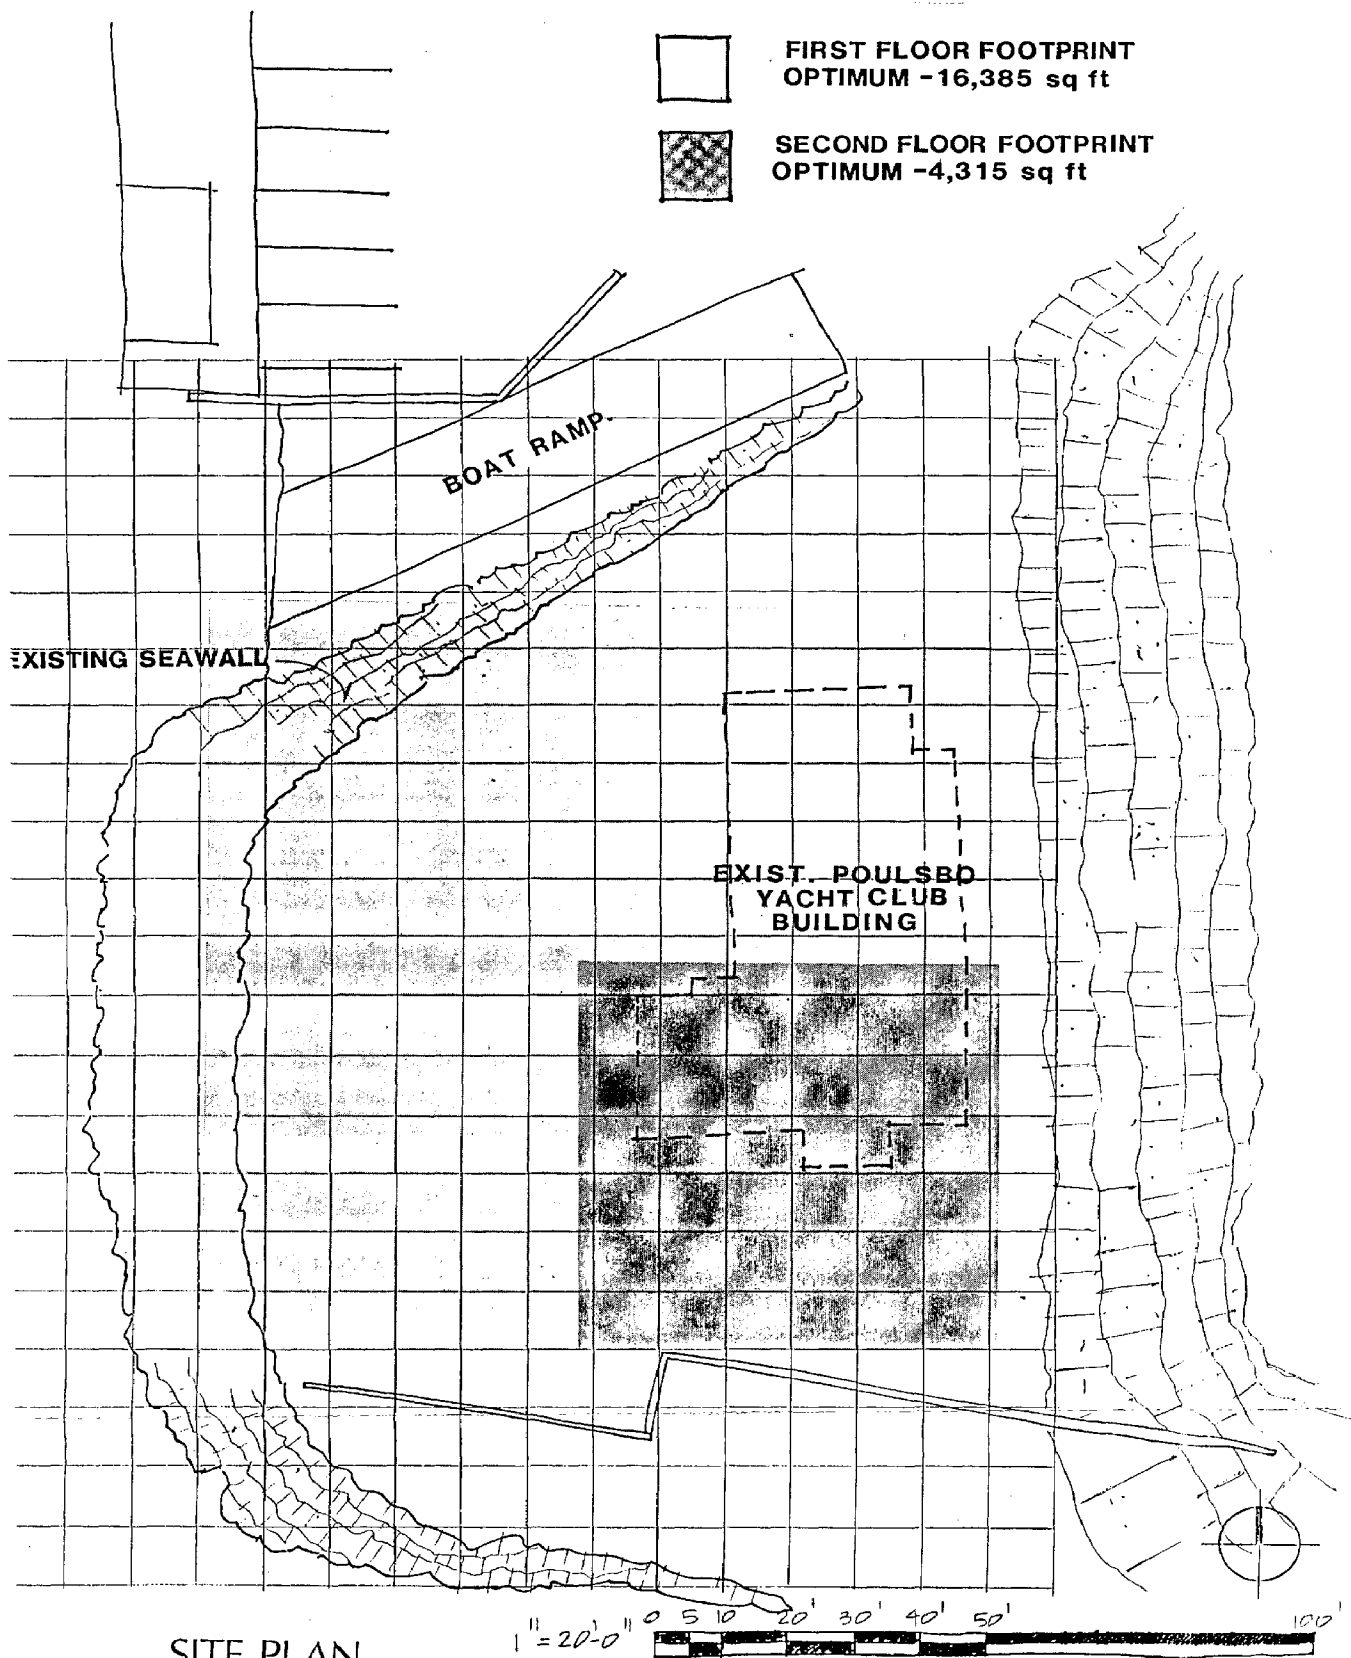 FIRST FLOOR FOOTPRINT
OPTIMUM -16,385 sq ft
SECOND FLOOR FOOTPRINT
OPTIMUM -4,315 sq ft
BOAT RAMP.
EXISTING SEAWALL
EXIST. POULSBO
YACHT CLUB
BUILDING
SITE PLAN
1"=20'-0"
0 5 10 20' 30' 40' 50' 100'